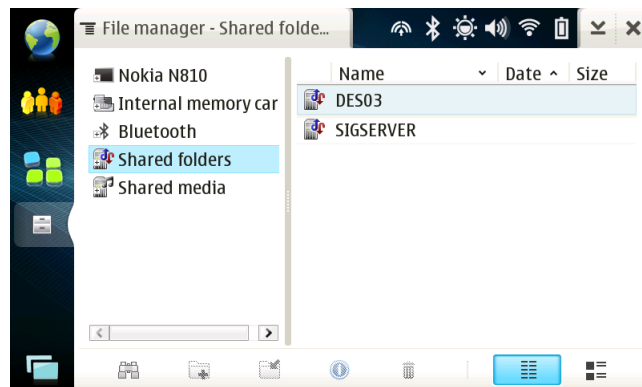 File manager - Shared folde...
Nokia N810
Internal memory car
Bluetooth
Shared folders
Shared media
Name Date Size
DES03
SIGSERVER